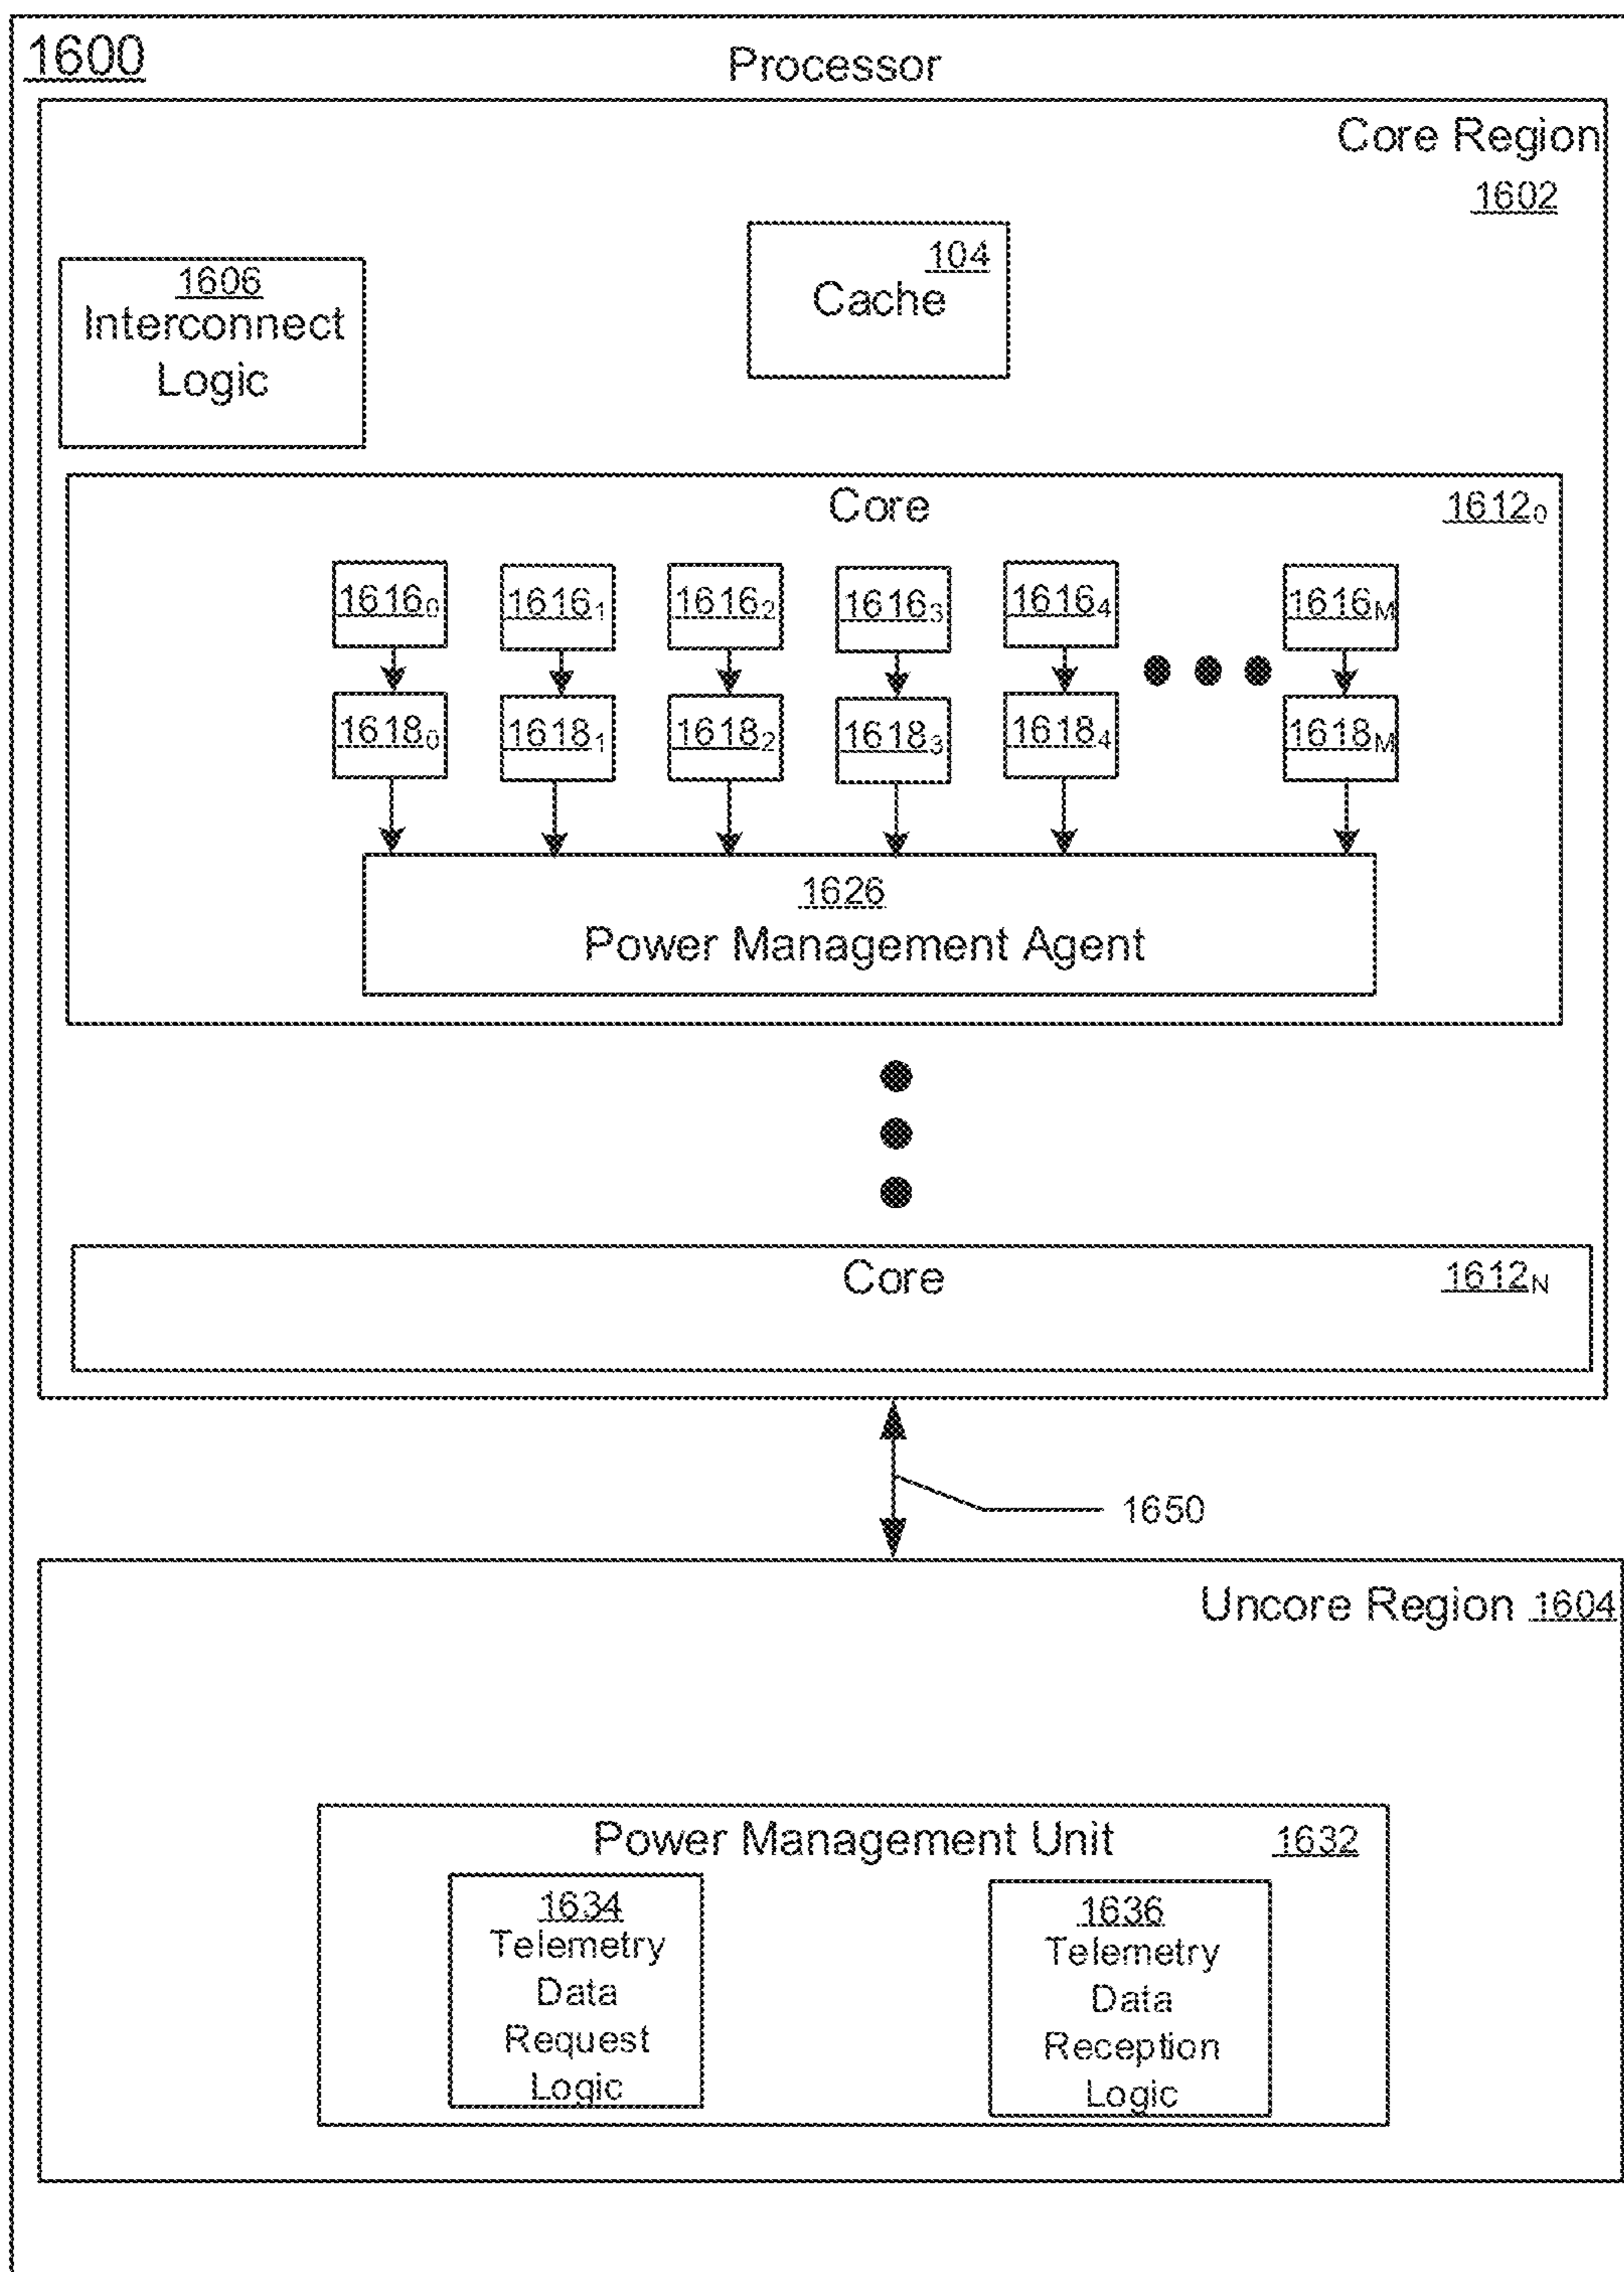 1600
Processor
Core Region
1602
104
Cache
1606
Interconnect
Logic
Core
1612₀
1616₀ 1616₁ 1616₂ 1616₃ 1616₄ 1616M
1618₀ 1618₁ 1618₂ 1618₃ 1618₄ 1618M
1626
Power Management Agent
Core
1612N
1650
Uncore Region 1604
Power Management Unit
1632
1634
Telemetry
Data
Request
Logic
1636
Telemetry
Data
Reception
Logic